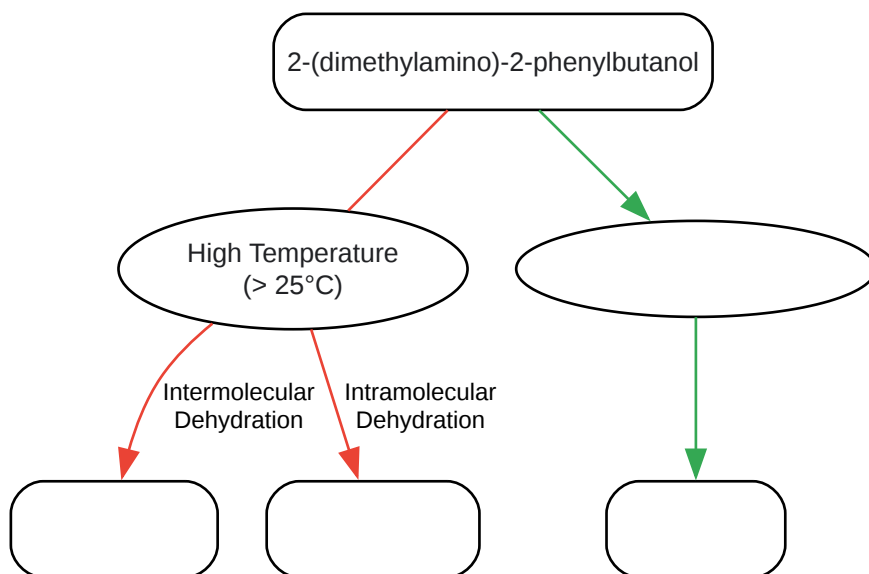 2-(dimethylamino)-2-phenylbutanol
High Temperature
(> 25°C)
Intermolecular
Dehydration
Intramolecular
Dehydration